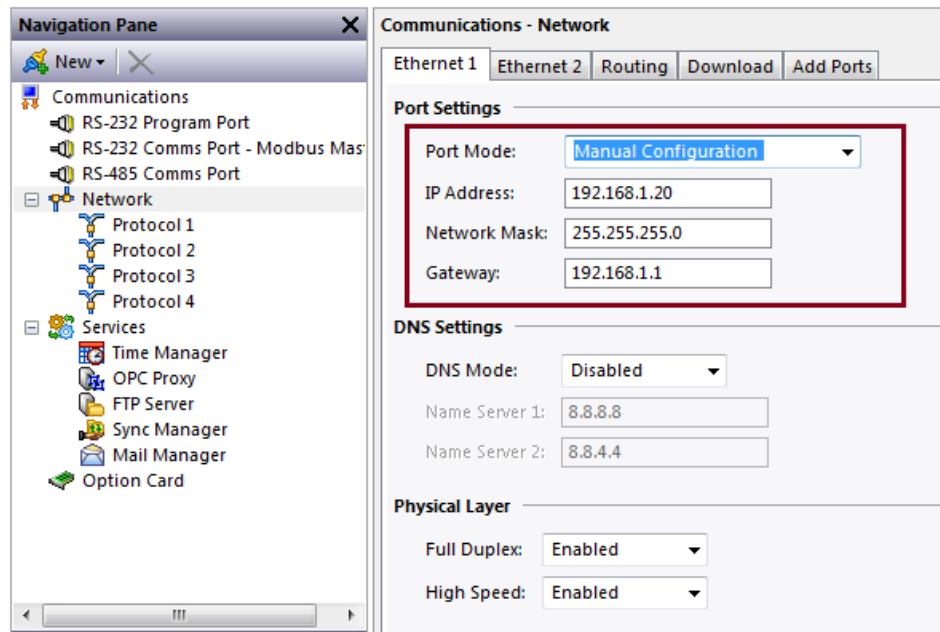 Navigation Pane
New
Communications
RS-232 Program Port
RS-232 Comms Port - Modbus Mas
RS-485 Comms Port
Network
Protocol 1
Protocol 2
Protocol 3
Protocol 4
Services
Time Manager
OPC Proxy
FTP Server
Sync Manager
Mail Manager
Option Card
Communications - Network
Ethernet 1 Ethernet 2 Routing Download Add Ports
Port Settings
Port Mode: Manual Configuration
IP Address: 192.168.1.20
Network Mask: 255.255.255.0
Gateway: 192.168.1.1
DNS Settings
DNS Mode: Disabled
Name Server 1: 8.8.8.8
Name Server 2: 8.8.4.4
Physical Layer
Full Duplex: Enabled
High Speed: Enabled